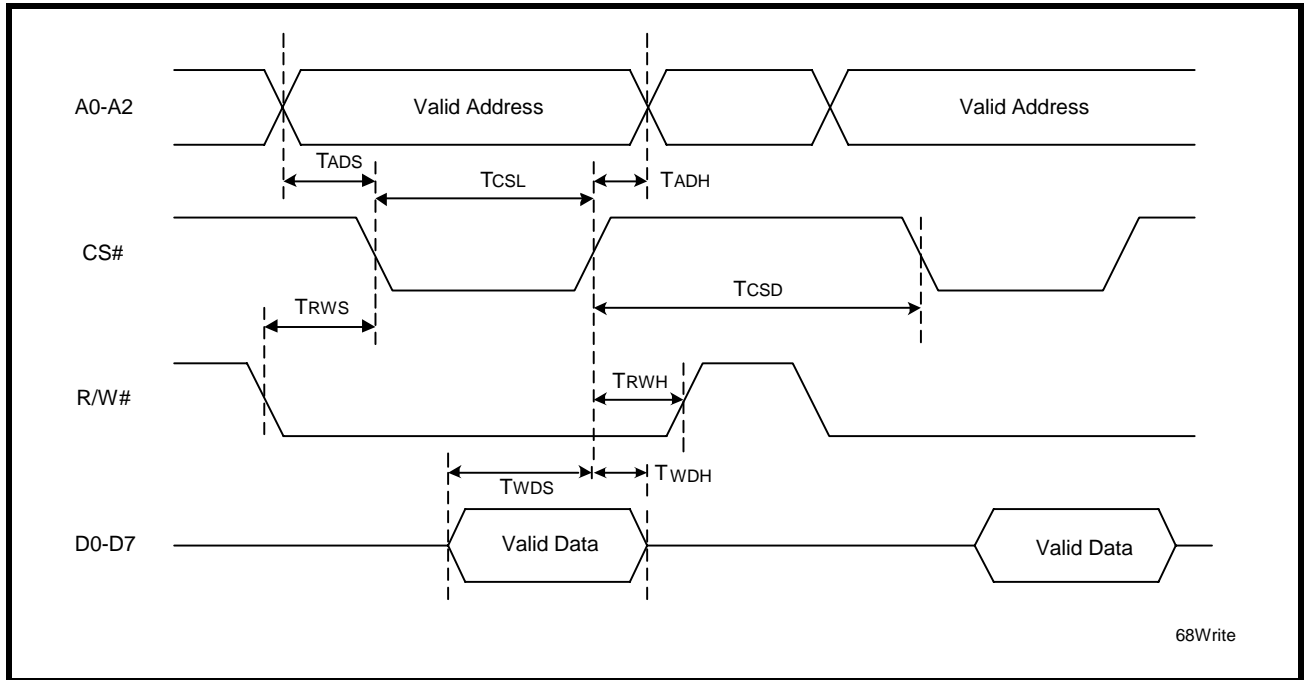 A0-A2
Valid Address
Valid Address
TADS
TCSL
TADH
CS#
TCSD
TRWS
R/W#
TRWH
TWDS
TWDH
D0-D7
Valid Data
Valid Data
68Write